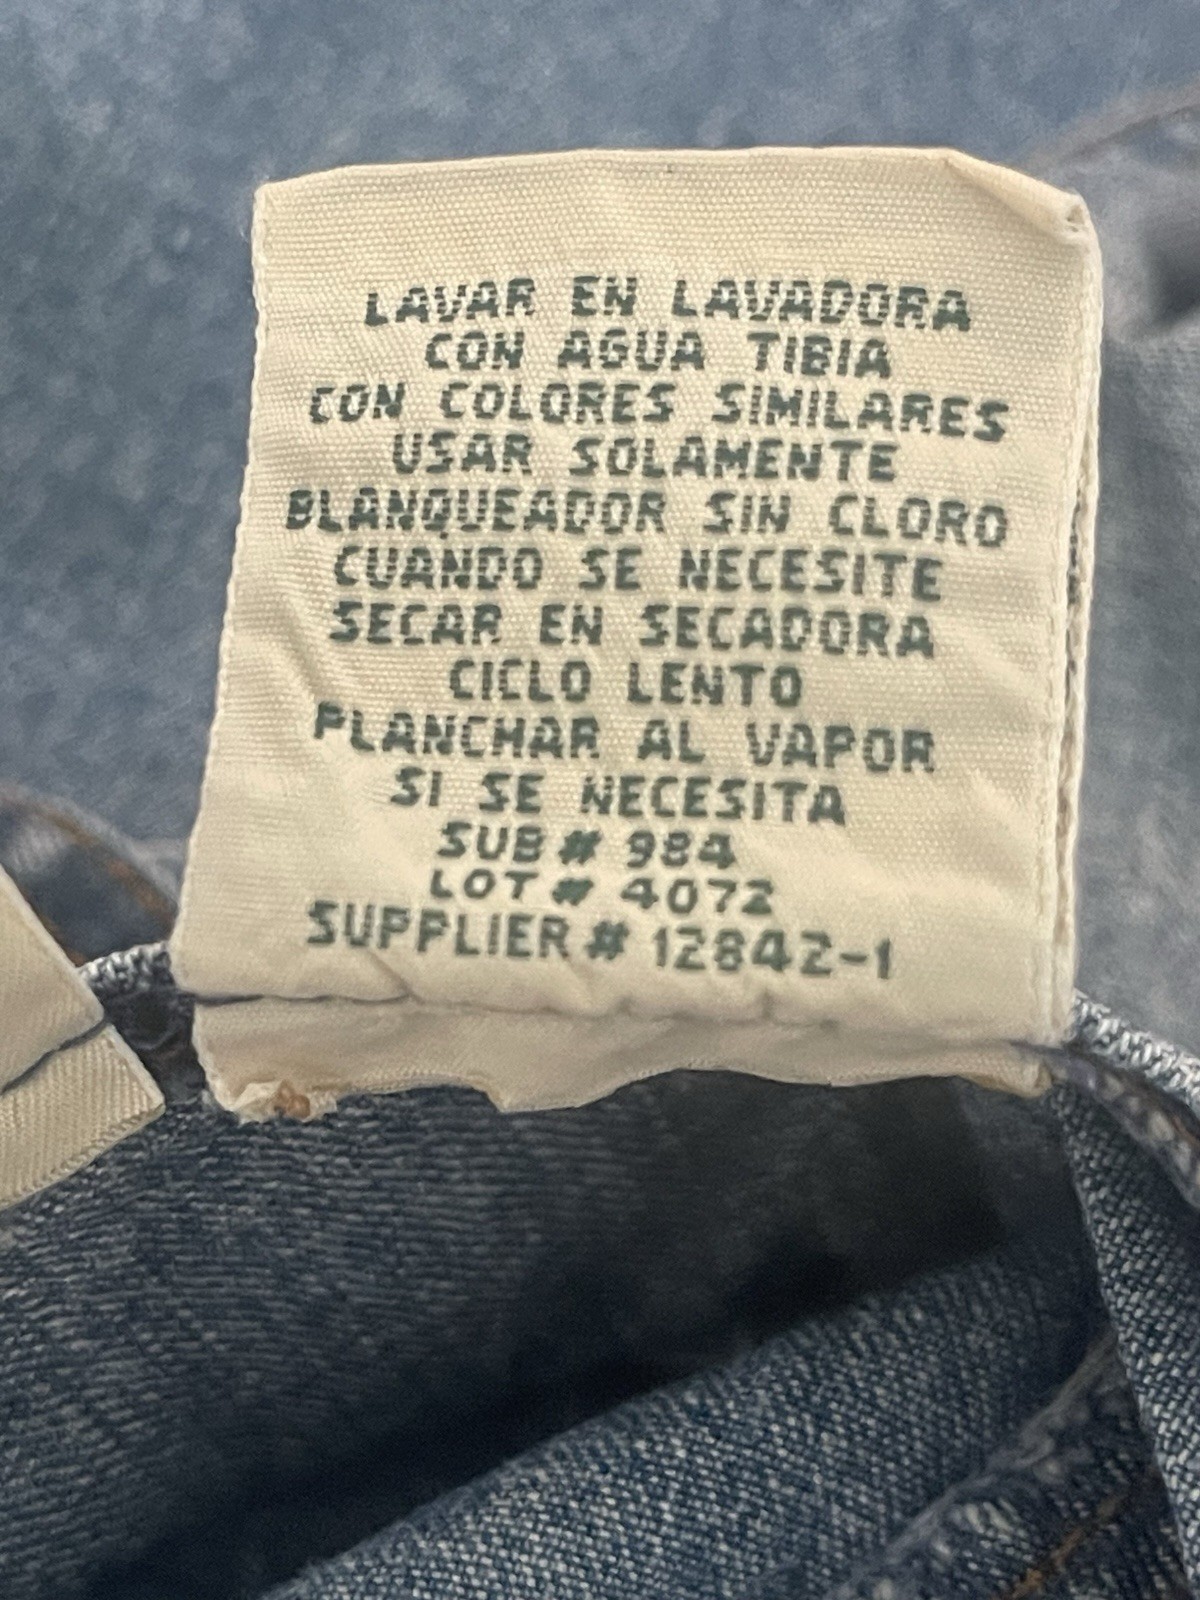 LAVAR EN LAVADORA
CON AGUA TIBIA
CON COLORES SIMILARES
USAR SOLAMENTE
BLANQUEADOR SIN CLORO
CUANDO SE NECESITE
SECAR EN SECADORA
CICLO LENTO
PLANCHAR AL VAPOR
SI SE NECESITA
SUB # 984
LOT # 4072
SUPPLIER # 12842-1